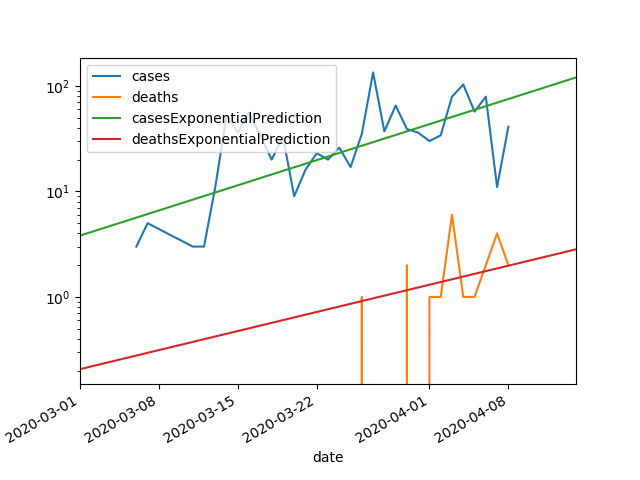 cases
deaths
casesExponentialPrediction
deathsExponentialPrediction
10²
10¹
10⁰
2020-03-01
2020-03-08
2020-03-15
2020-03-22
2020-04-01
2020-04-08
date